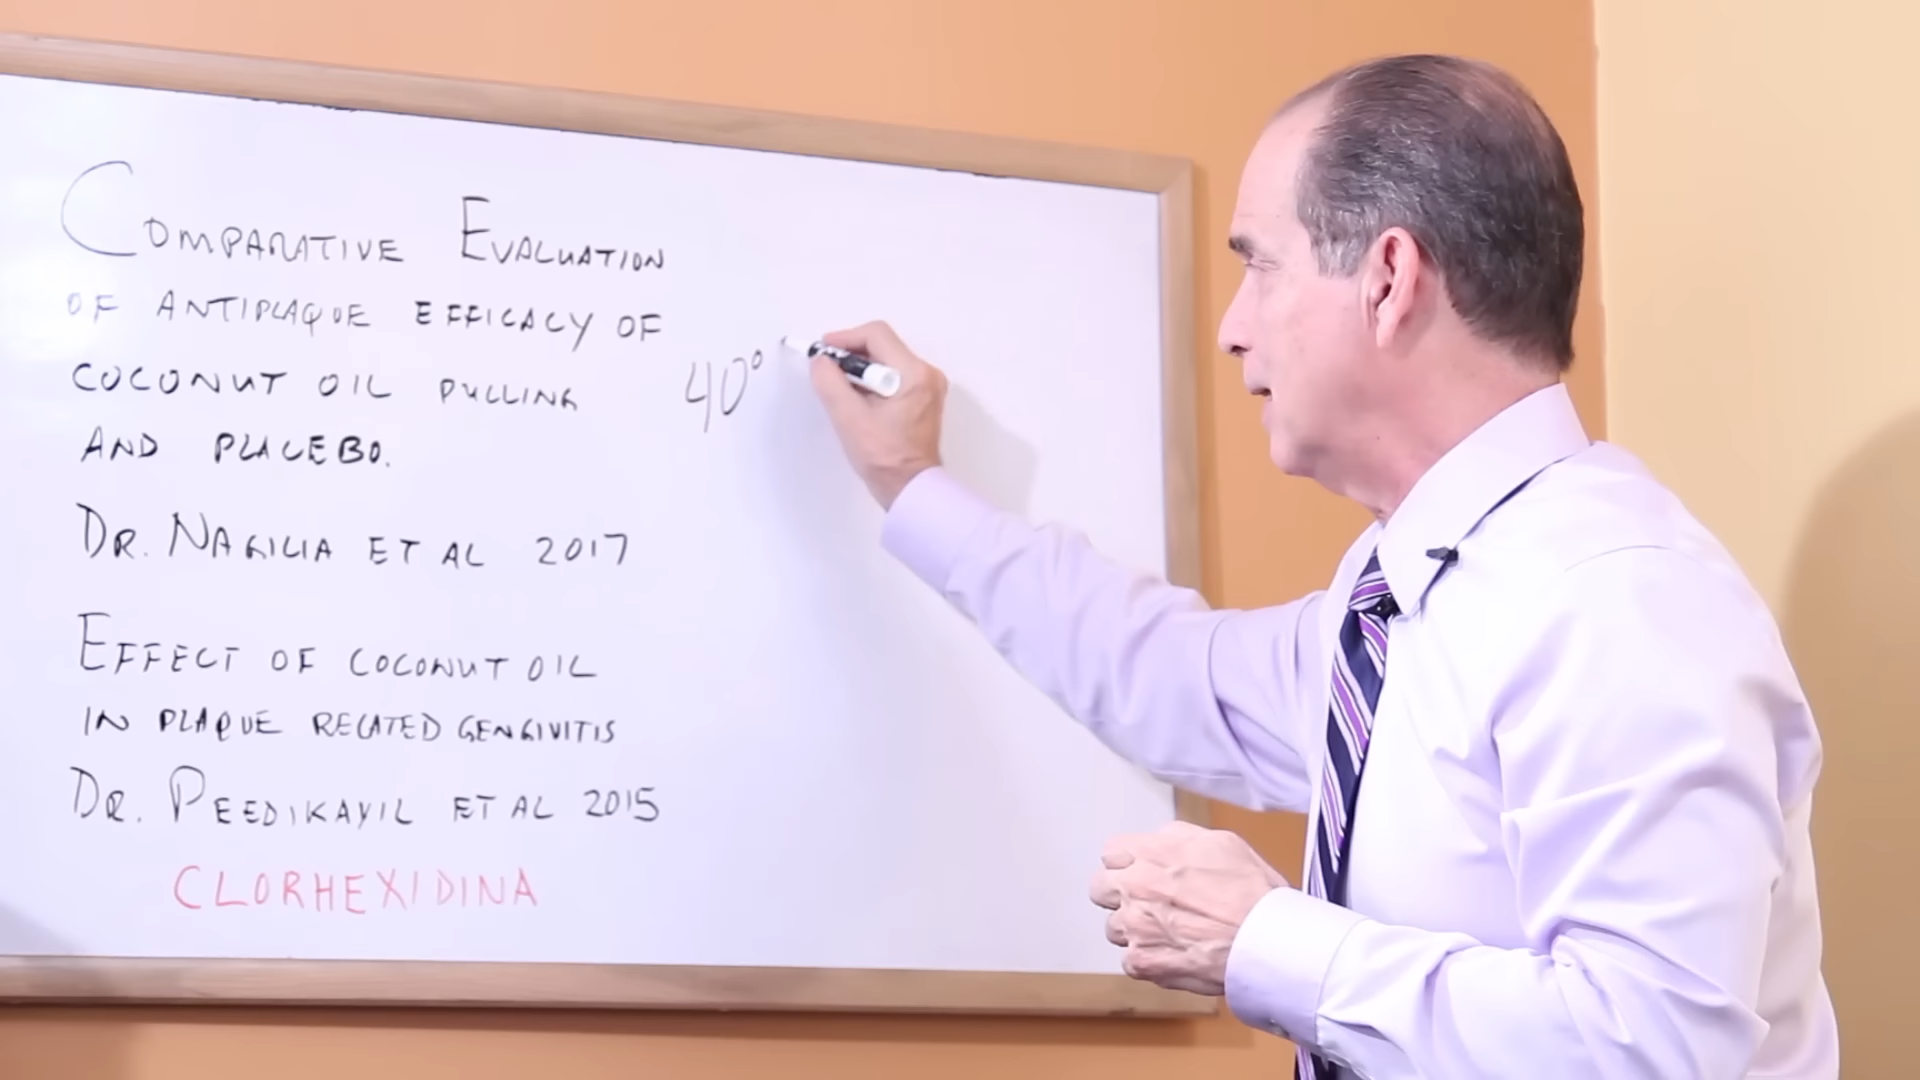 COMPARATIVE EVALUATION
OF ANTIPLAQUE EFFICACY OF
COCONUT OIL PULLING
AND PLACEBO.
DR. NAGILIA ET AL 2017
EFFECT OF COCONUT OIL
IN PLAQUE RELATED GENGIVITIS
DR. PEEDIKAYIL ET AL 2015
CLORHEXIDINA
40°